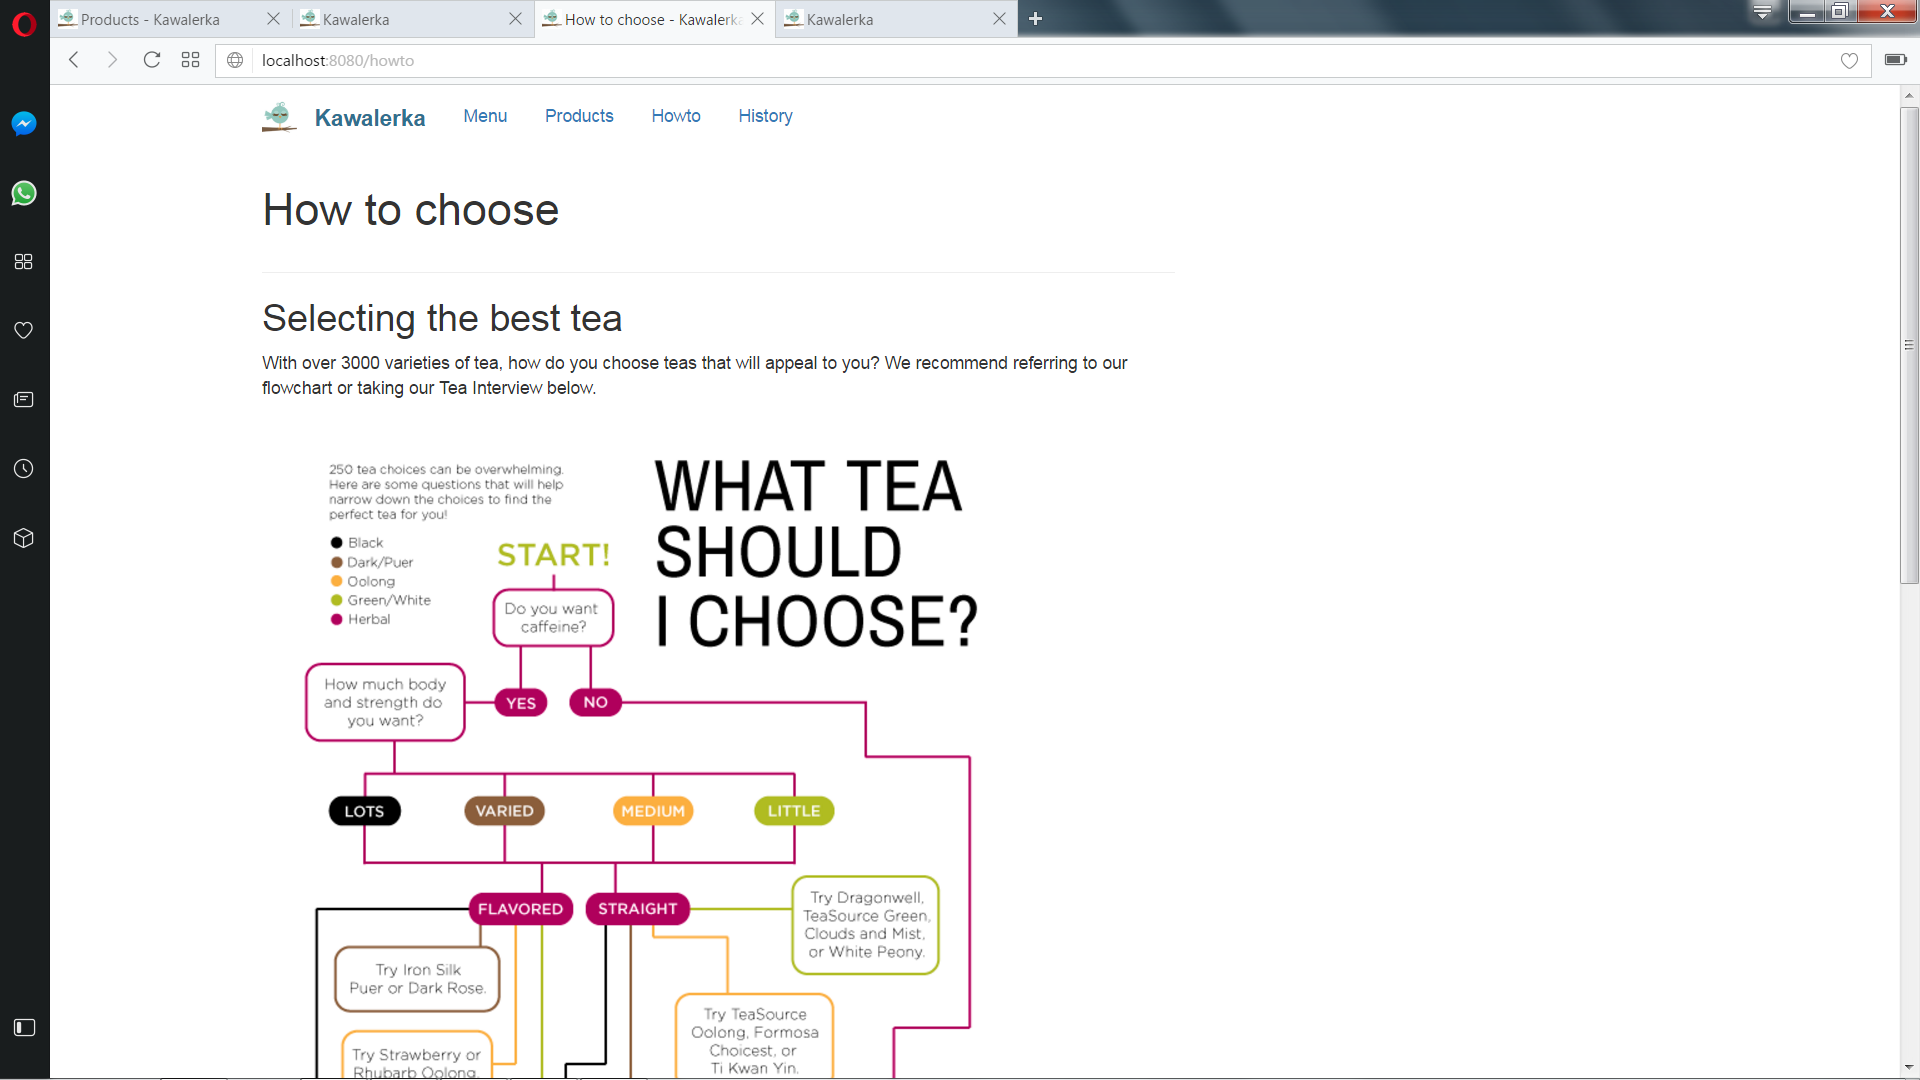 Products - Kawalerka
Kawalerka
How to choose - Kawalerka
Kawalerka
localhost:8080/howto
Kawalerka
Menu
Products
Howto
History
How to choose
Selecting the best tea
With over 3000 varieties of tea, how do you choose teas that will appeal to you? We recommend referring to our
flowchart or taking our Tea Interview below.
250 tea choices can be overwhelming.
Here are some questions that will help
narrow down the choices to find the
perfect tea for you!
WHAT TEA
SHOULD
I CHOOSE?
Black
Dark/Puer
Oolong
Green/White
Herbal
START!
Do you want
caffeine?
How much body
and strength do
you want?
YES
NO
LOTS
VARIED
MEDIUM
LITTLE
FLAVORED
STRAIGHT
Try Dragonwell,
TeaSource Green,
Clouds and Mist,
or White Peony.
Try Iron Silk
Puer or Dark Rose.
Try TeaSource
Oolong, Formosa
Choicest, or
Ti Kwan Yin.
Try Strawberry or
Rhubarb Oolong.